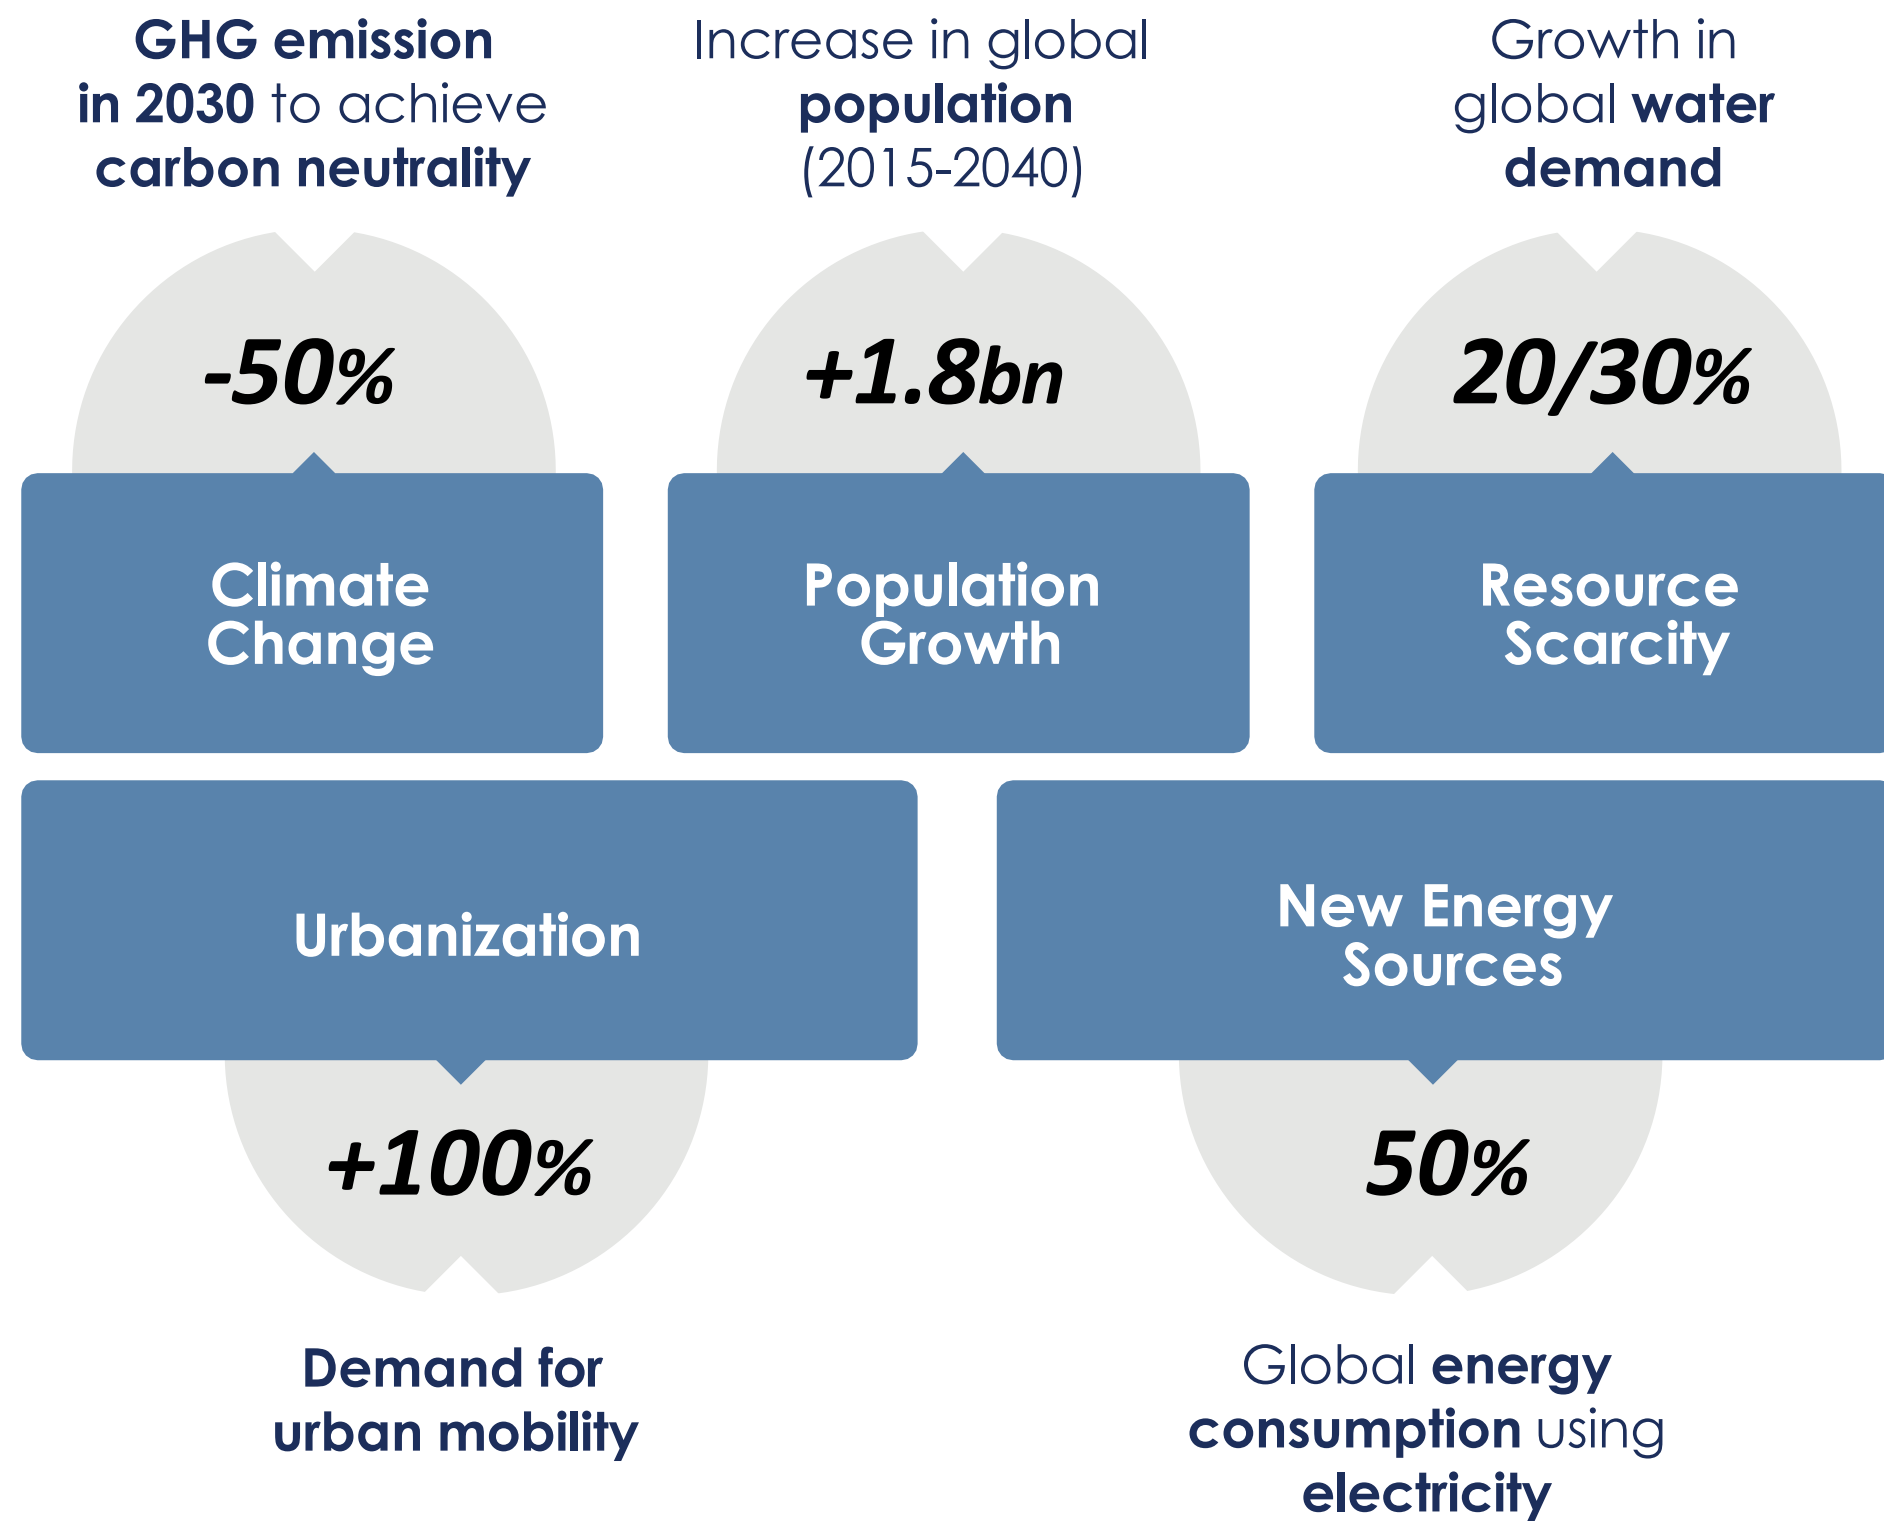 GHG emission
in 2030 to achieve
carbon neutrality
Increase in global
population
(2015-2040)
Growth in
global water
demand
-50%
+1.8bn
20/30%
Climate
Change
Population
Growth
Resource
Scarcity
Urbanization
New Energy
Sources
+100%
50%
Demand for
urban mobility
Global energy
consumption using
electricity